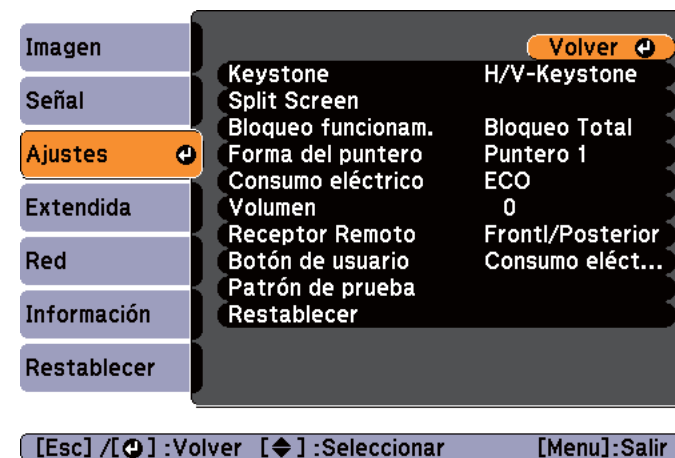 Imagen
Señal
Ajustes
Extendida
Red
Información
Restablecer
Volver
Keystone H/V-Keystone
Split Screen
Bloqueo funcionam. Bloqueo Total
Forma del puntero Puntero 1
Consumo eléctrico ECO
Volumen 0
Receptor Remoto Frontl/Posterior
Botón de usuario Consumo eléct...
Patrón de prueba
Restablecer
[Esc] /[⏎] :Volver [◆] :Seleccionar [Menu]:Salir